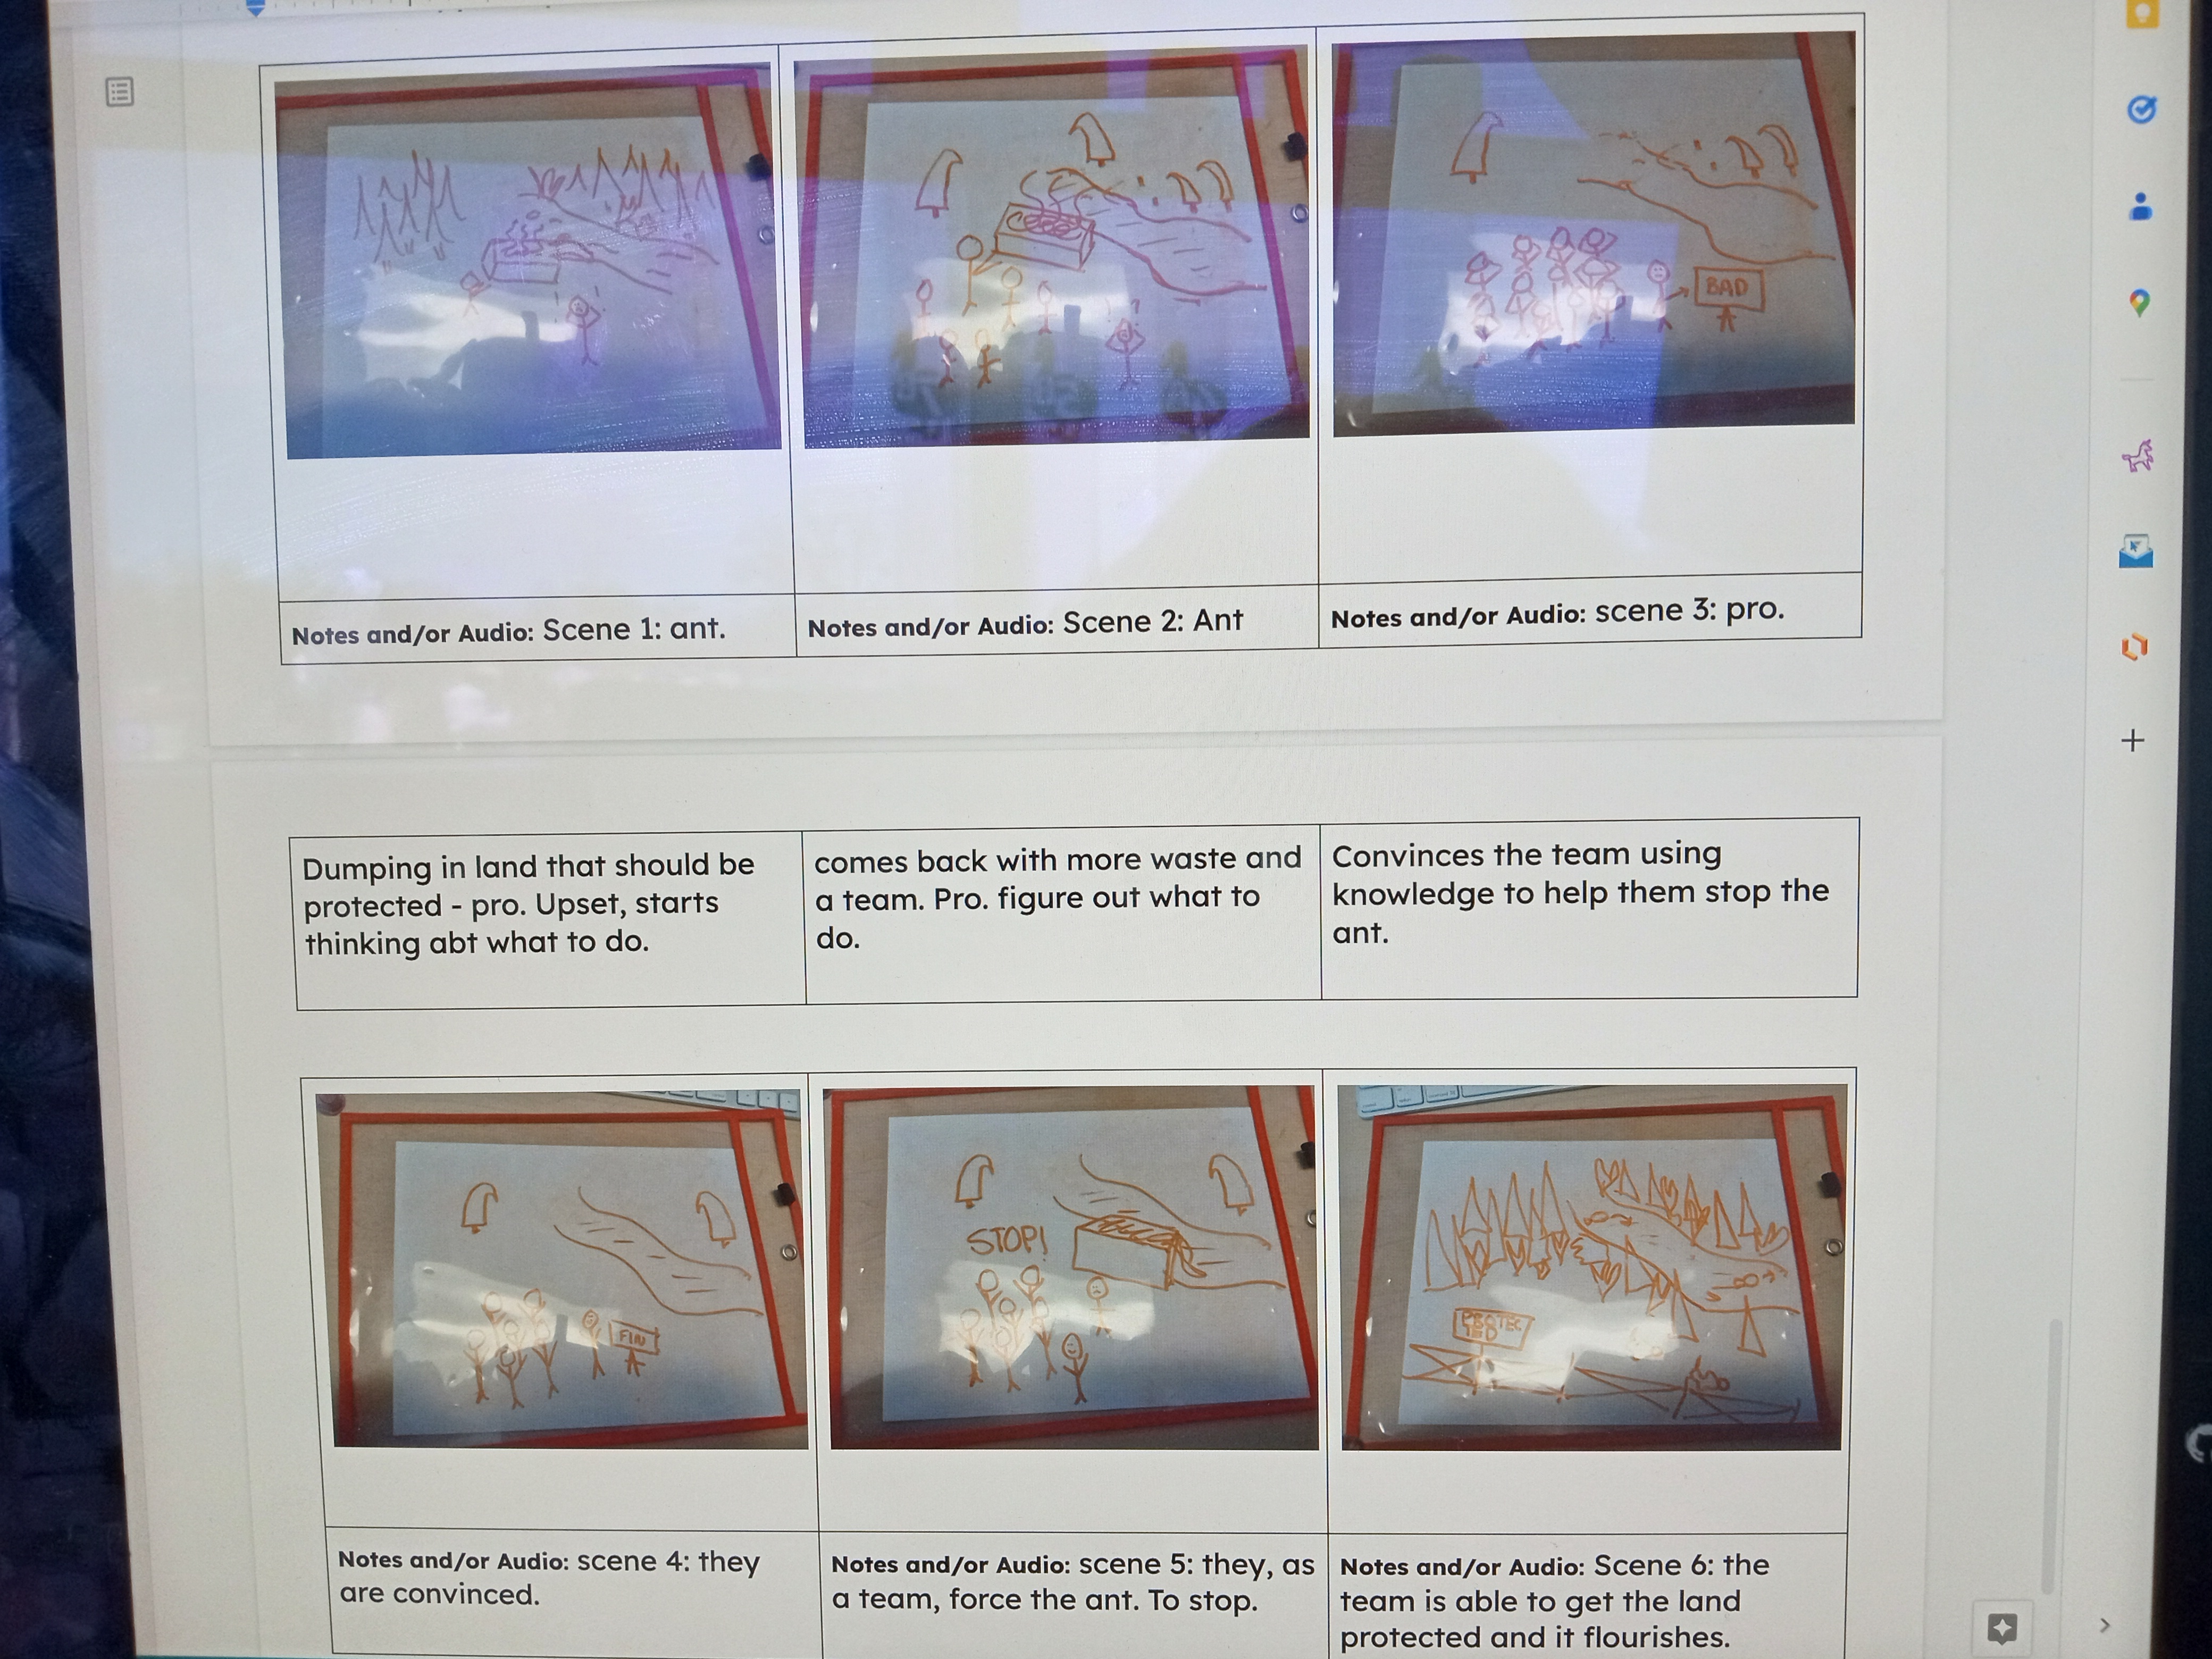 BAD
Notes and/or Audio: Scene 1: ant.
Notes and/or Audio: Scene 2: Ant
Notes and/or Audio: scene 3: pro.
Dumping in land that should be
protected - pro. Upset, starts
thinking abt what to do.
comes back with more waste and
a team. Pro. figure out what to
do.
Convinces the team using
knowledge to help them stop the
ant.
FIN
STOP!
PROTEC
TED
Notes and/or Audio: scene 4: they
are convinced.
Notes and/or Audio: scene 5: they, as
a team, force the ant. To stop.
Notes and/or Audio: Scene 6: the
team is able to get the land
protected and it flourishes.